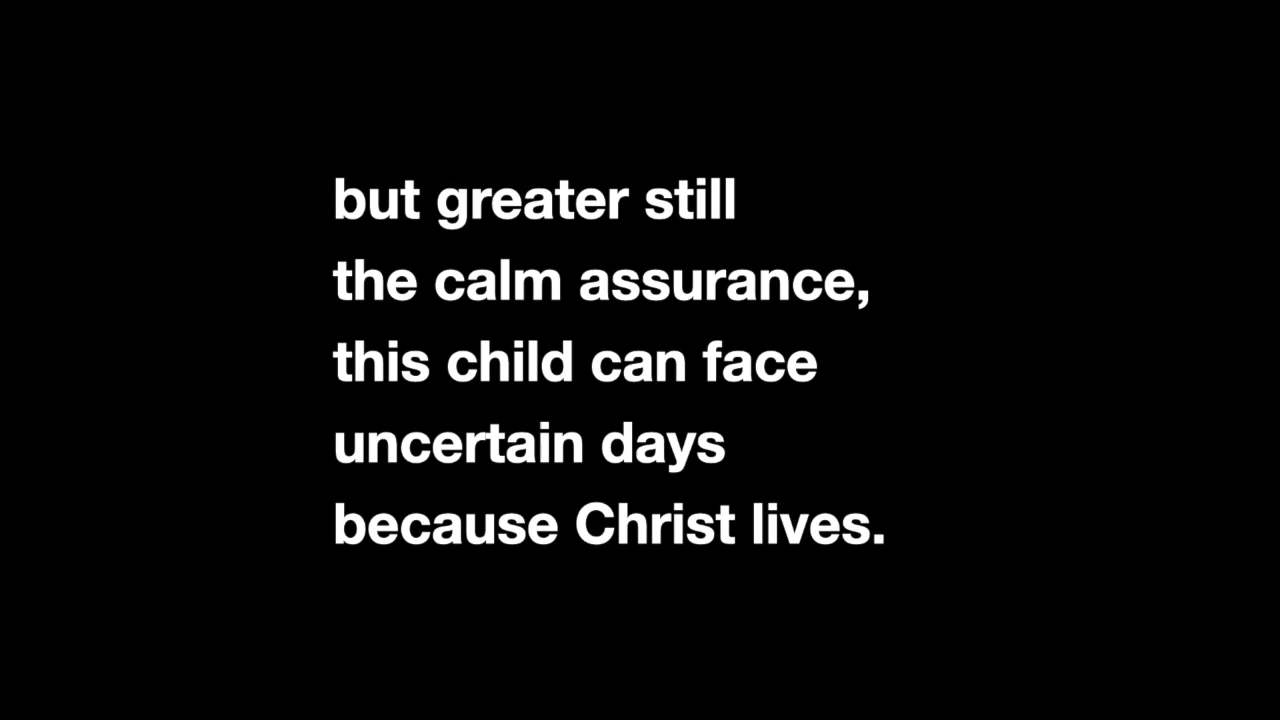 but greater still
the calm assurance,
this child can face
uncertain days
because Christ lives.